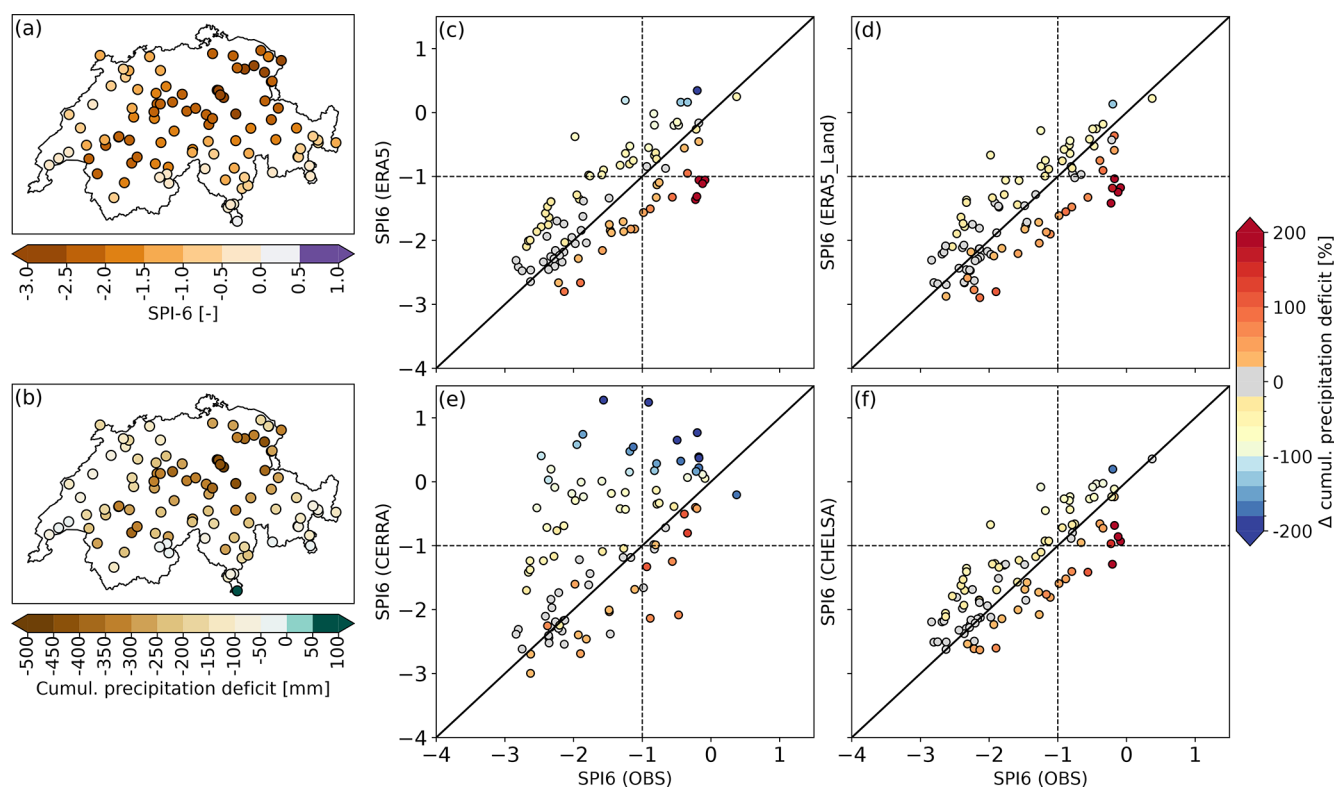 (a)
-3.0 -2.5 -2.0 -1.5 -1.0 -0.5 0.0 0.5 1.0
SPI-6 [-]
(b)
-500 -450 -400 -350 -300 -250 -200 -150 -100 -50 0 50 100
Cumul. precipitation deficit [mm]
(c)
1
0
−1
−2
−3
−4
SPI6 (ERA5)
(d)
SPI6 (ERA5_Land)
(e)
1
0
−1
−2
−3
−4
SPI6 (CERRA)
−4 −3 −2 −1 0 1
SPI6 (OBS)
(f)
SPI6 (CHELSA)
−4 −3 −2 −1 0 1
SPI6 (OBS)
200
100
0
-100
-200
Δ cumul. precipitation deficit [%]